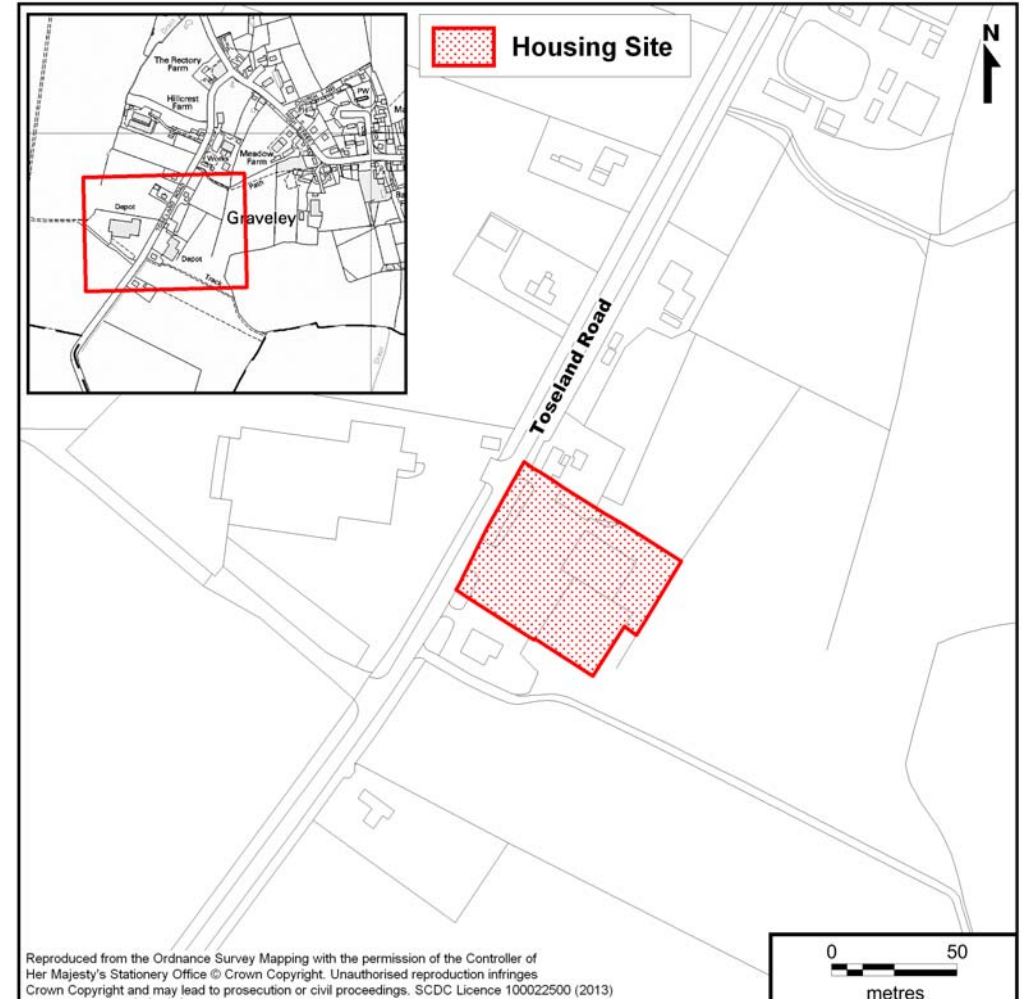 Housing Site
N
Drain
The Rectory
Farm
PW
Hillcrest
Farm
Works
Meadow
Farm
Path
Depot
Graveley
Depot
Track
Drain
Toseland Road
0 50
metres
Reproduced from the Ordnance Survey Mapping with the permission of the Controller of
Her Majesty's Stationery Office © Crown Copyright. Unauthorised reproduction infringes
Crown Copyright and may lead to prosecution or civil proceedings. SCDC Licence 100022500 (2013)